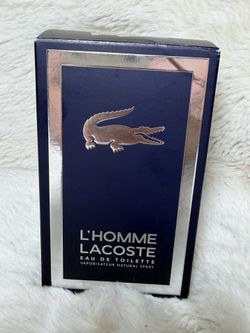 L'HOMME
LACOSTE
EAU DE TOILETTE
VAPORISATEUR NATURAL SPRAY